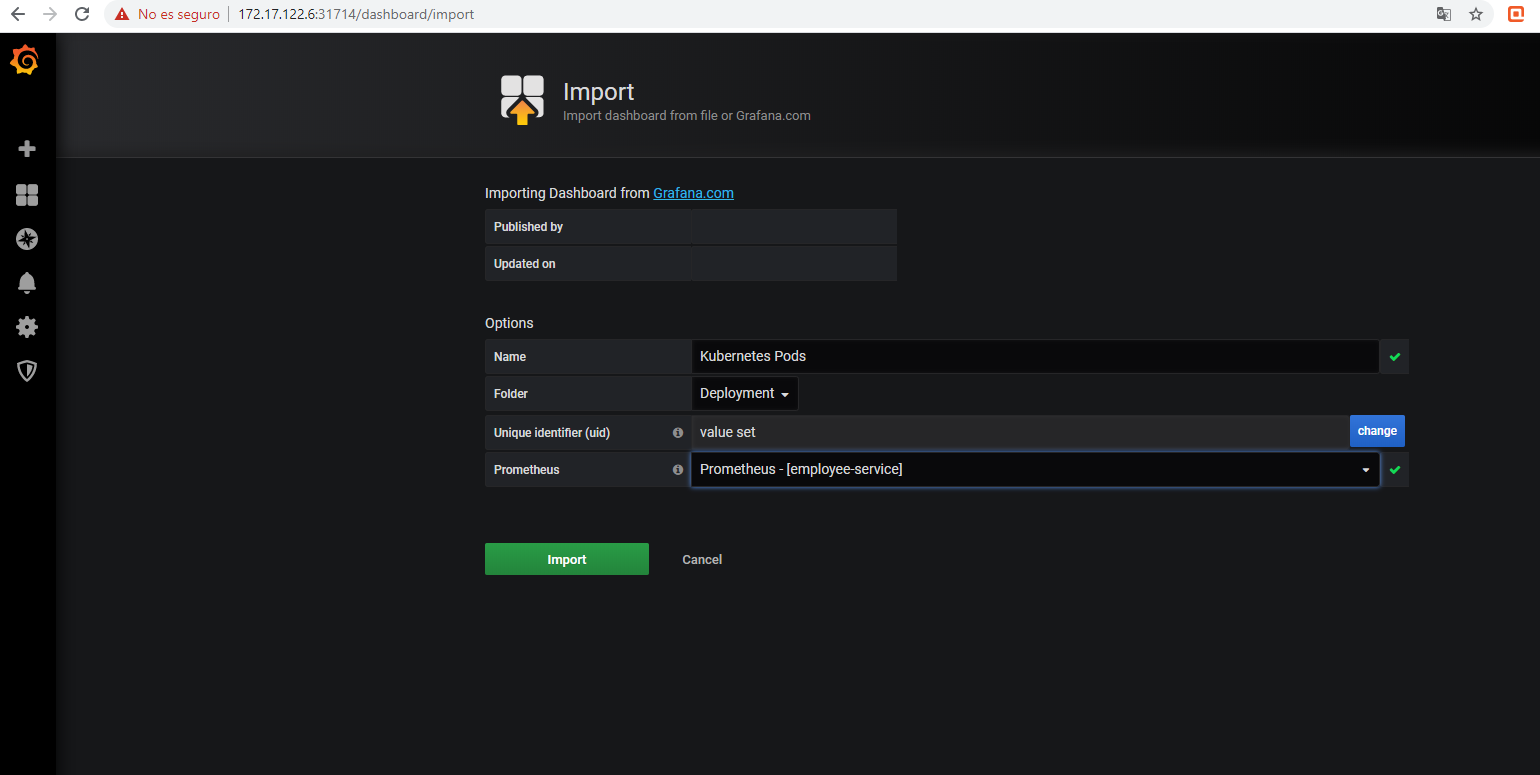 No es seguro 172.17.122.6:31714/dashboard/import
Import
Import dashboard from file or Grafana.com
Importing Dashboard from Grafana.com
Published by
Updated on
Options
Name Kubernetes Pods
Folder Deployment
Unique identifier (uid) value set change
Prometheus Prometheus - [employee-service]
Import Cancel